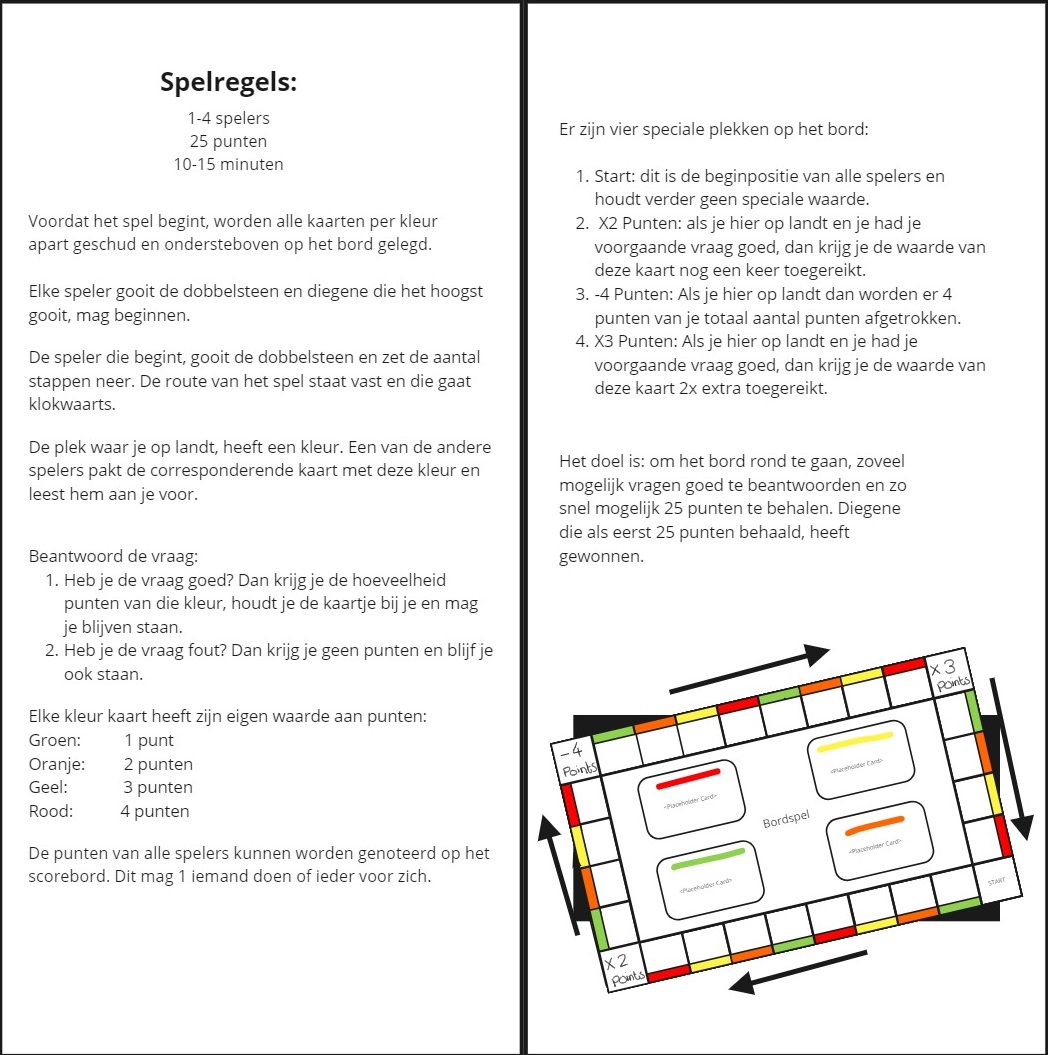 Spelregels:
1-4 spelers
25 punten
10-15 minuten
Voordat het spel begint, worden alle kaarten per kleur
apart geschud en ondersteboven op het bord gelegd.
Elke speler gooit de dobbelsteen en diegene die het hoogst
gooit, mag beginnen.
De speler die begint, gooit de dobbelsteen en zet de aantal
stappen neer. De route van het spel staat vast en die gaat
klokwaarts.
De plek waar je op landt, heeft een kleur. Een van de andere
spelers pakt de corresponderende kaart met deze kleur en
leest hem aan je voor.
Beantwoord de vraag:
1. Heb je de vraag goed? Dan krijg je de hoeveelheid
punten van die kleur, houdt je de kaartje bij je en mag
je blijven staan.
2. Heb je de vraag fout? Dan krijg je geen punten en blijf je
ook staan.
Elke kleur kaart heeft zijn eigen waarde aan punten:
Groen: 1 punt
Oranje: 2 punten
Geel: 3 punten
Rood: 4 punten
De punten van alle spelers kunnen worden genoteerd op het
scorebord. Dit mag 1 iemand doen of ieder voor zich.
Er zijn vier speciale plekken op het bord:
1. Start: dit is de beginpositie van alle spelers en
houdt verder geen speciale waarde.
2. X2 Punten: als je hier op landt en je had je
voorgaande vraag goed, dan krijg je de waarde van
deze kaart nog een keer toegereikt.
3. -4 Punten: Als je hier op landt dan worden er 4
punten van je totaal aantal punten afgetrokken.
4. X3 Punten: Als je hier op landt en je had je
voorgaande vraag goed, dan krijg je de waarde van
deze kaart 2x extra toegereikt.
Het doel is: om het bord rond te gaan, zoveel
mogelijk vragen goed te beantwoorden en zo
snel mogelijk 25 punten te behalen. Diegene
die als eerst 25 punten behaald, heeft
gewonnen.
X 3
Points
-4
Points
<Placeholder Card>
<Placeholder Card>
Bordspel
<Placeholder Card>
<Placeholder Card>
START
X 2
Points